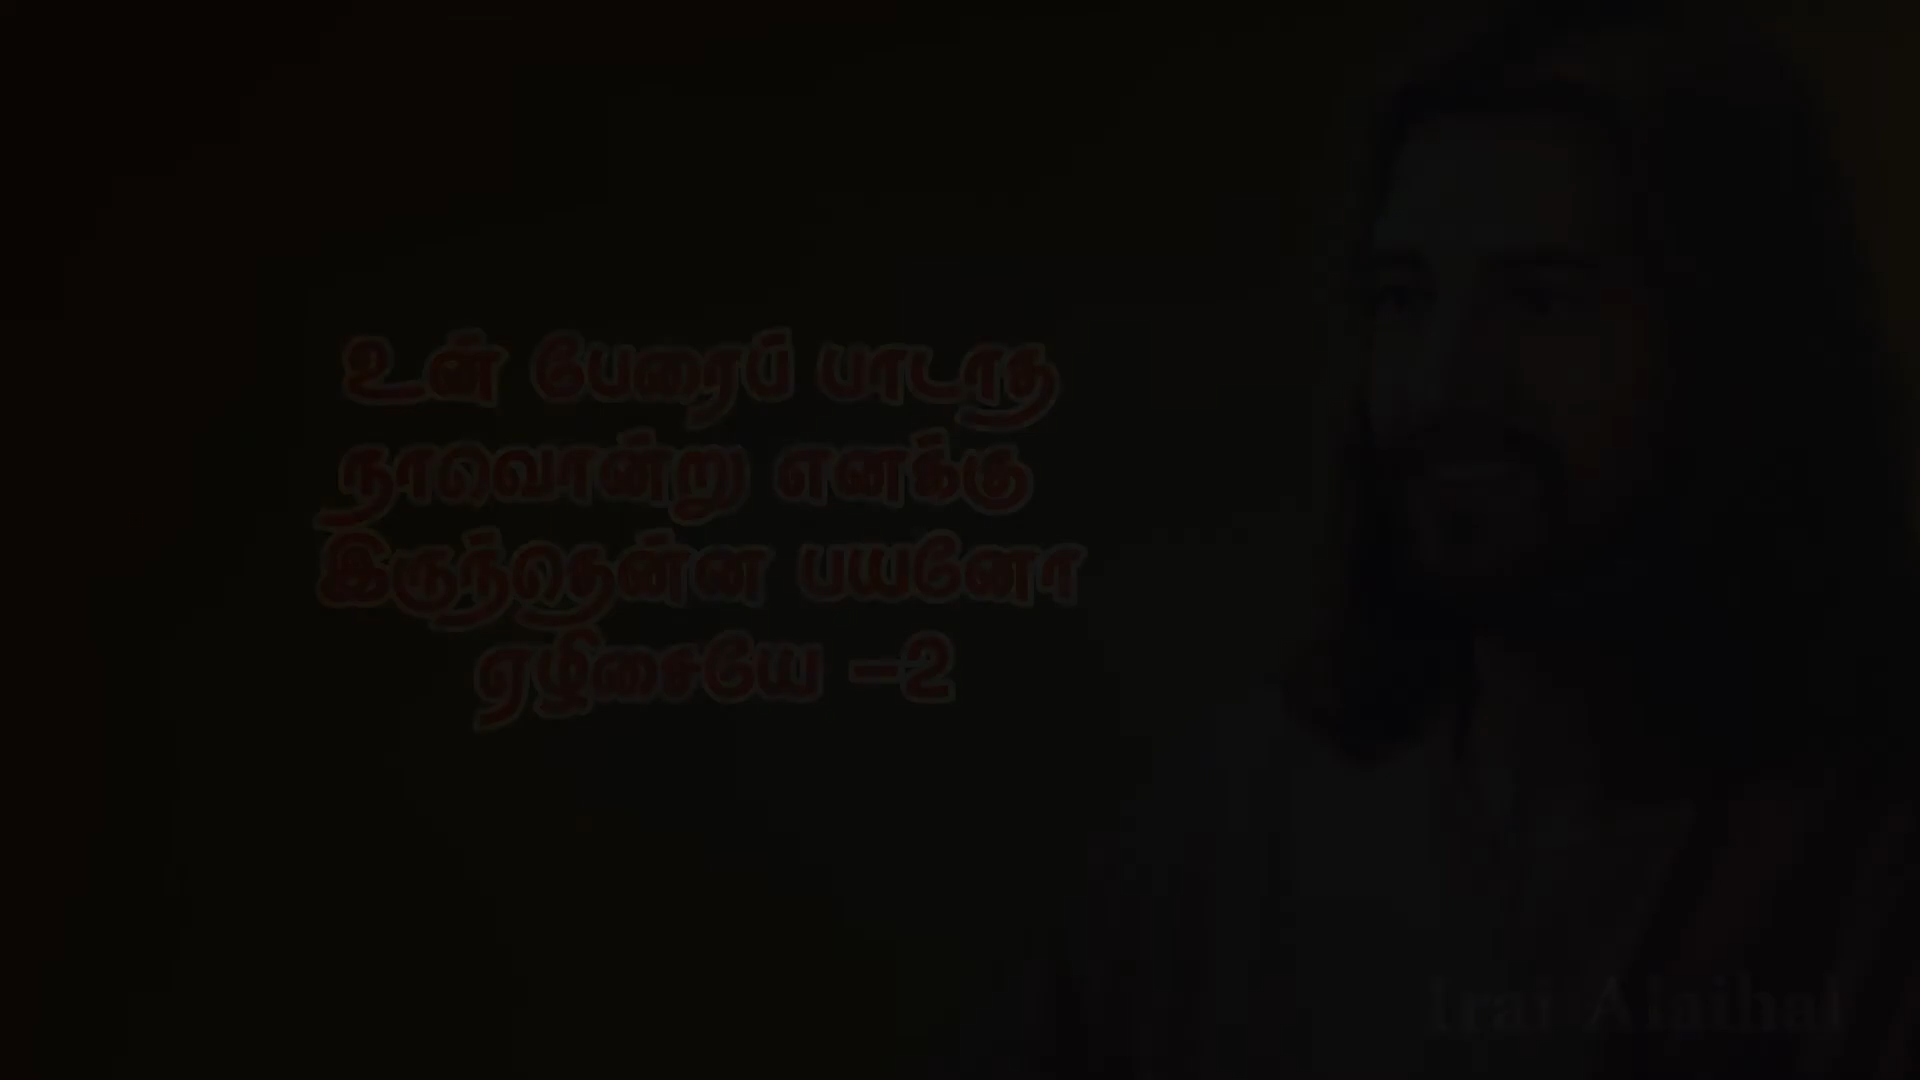 உன் பேரைப் பாடாத
நாவொன்று எனக்கு
இருந்தென்ன பயனோ
ஏழிசையே -2
Irai Alaihal